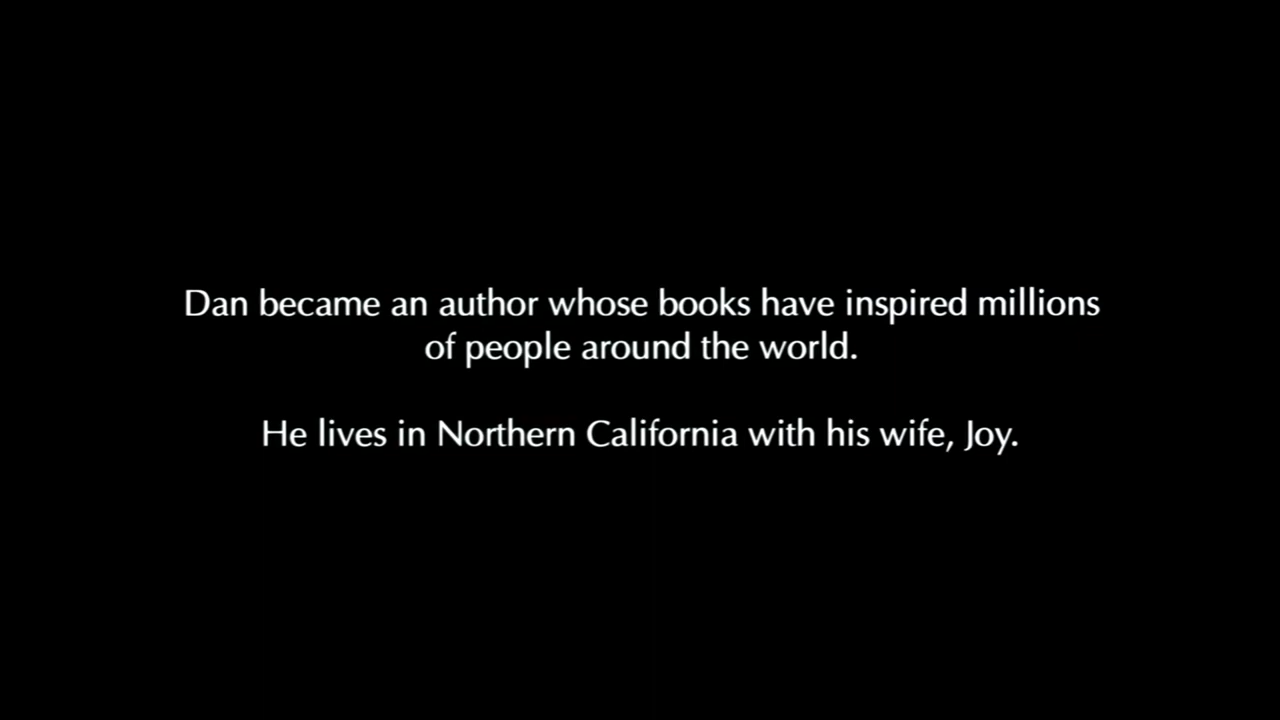 Dan became an author whose books have inspired millions
of people around the world.
He lives in Northern California with his wife, Joy.